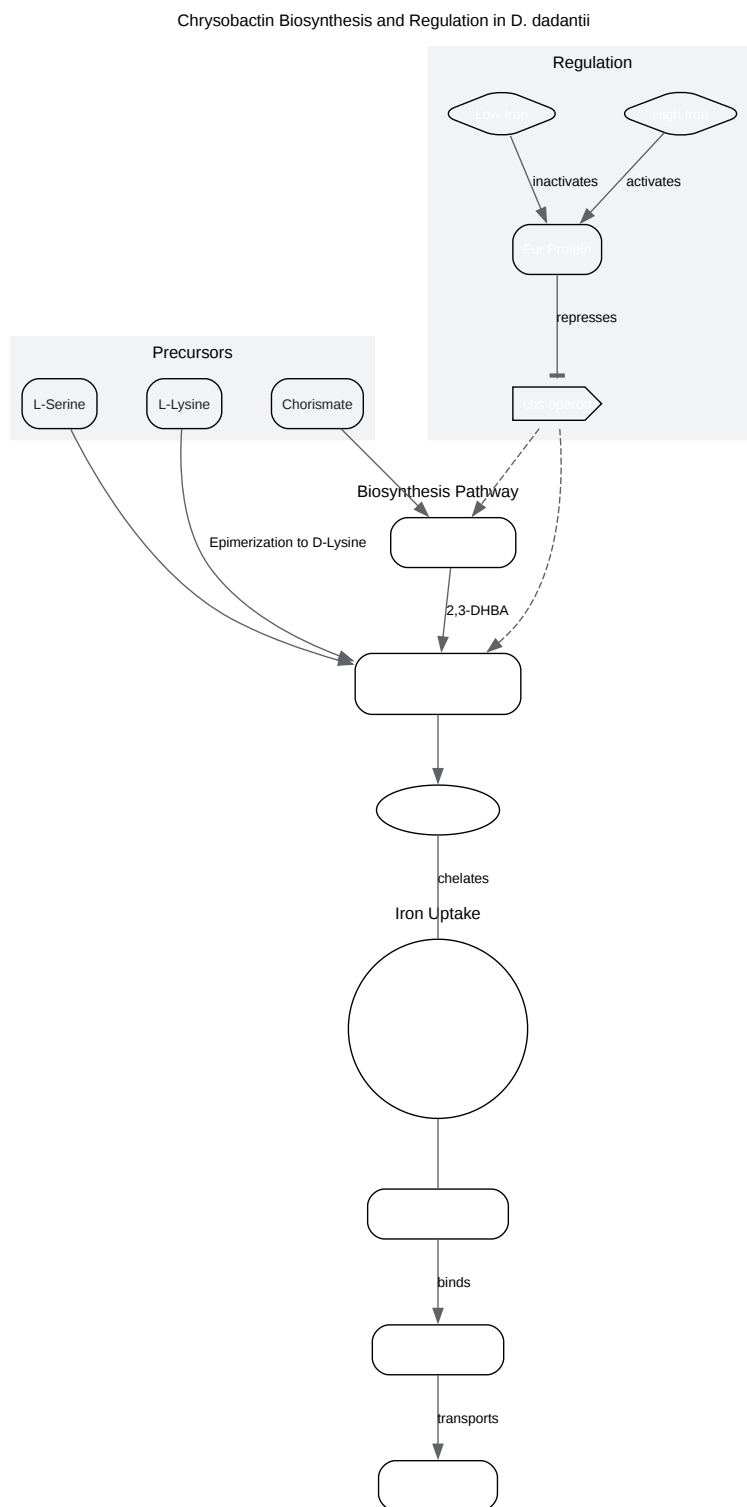 Chrysobactin Biosynthesis and Regulation in D. dadantii
Regulation
Low Iron
High Iron
inactivates
activates
Fur Protein
represses
Precursors
L-Serine
L-Lysine
Chorismate
cbs operon
Biosynthesis Pathway
Epimerization to D-Lysine
2,3-DHBA
chelates
Iron Uptake
binds
transports